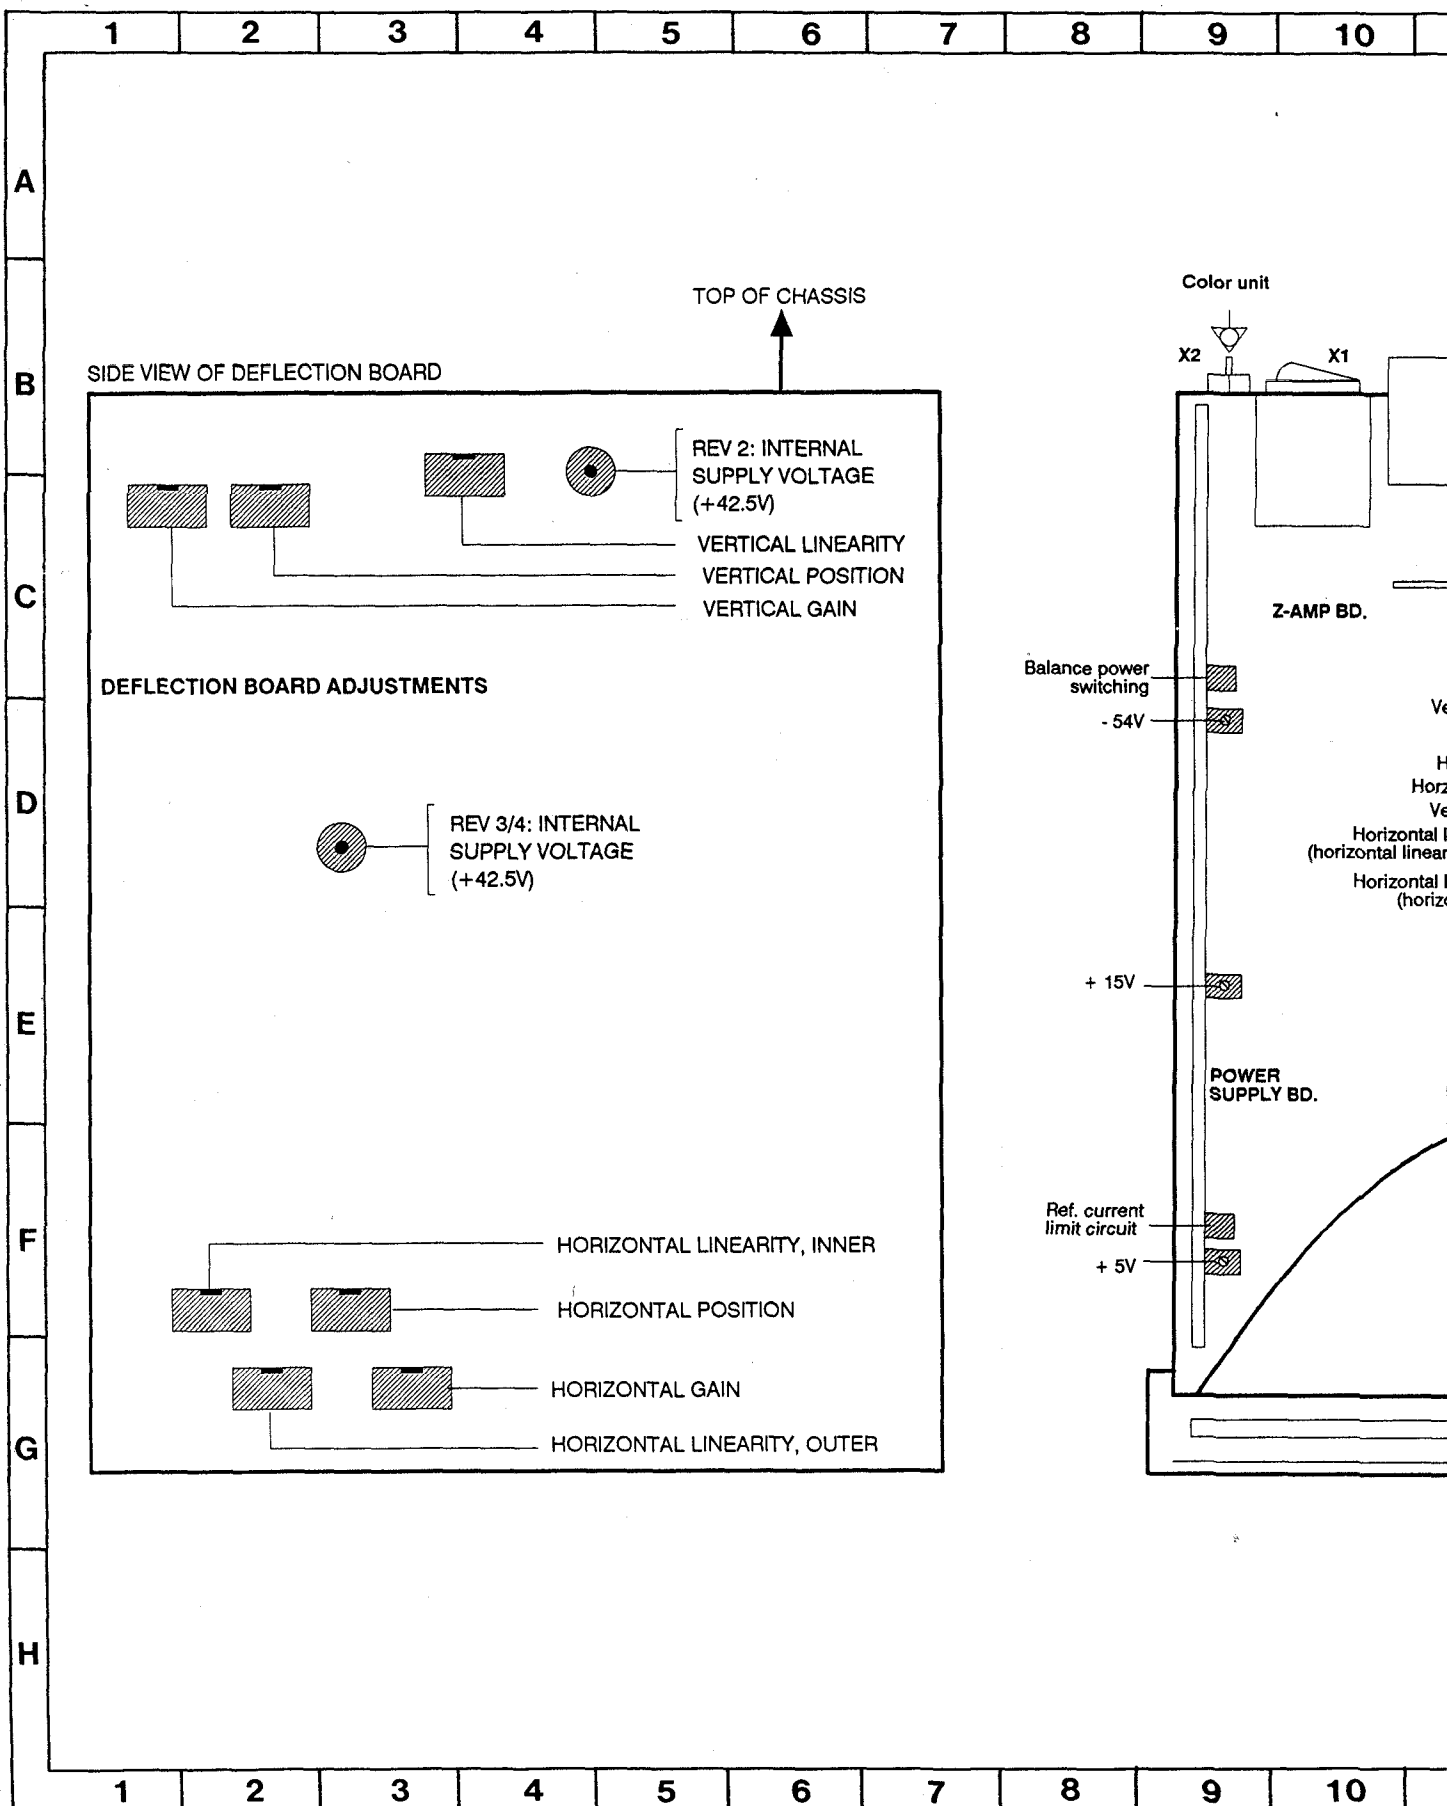 1 2 3 4 5 6 7 8 9 10
A
Color unit
TOP OF CHASSIS
X2 X1
SIDE VIEW OF DEFLECTION BOARD
B
REV 2: INTERNAL
SUPPLY VOLTAGE
(+42.5V)
VERTICAL LINEARITY
VERTICAL POSITION
VERTICAL GAIN
C
Z-AMP BD.
Balance power
switching
DEFLECTION BOARD ADJUSTMENTS
- 54V
D
Horizontal
(horizontal
Horizontal
REV 3/4: INTERNAL
SUPPLY VOLTAGE
(+42.5V)
+ 15V
E
POWER
SUPPLY BD.
Ref. current
limit circuit
+ 5V
F
HORIZONTAL LINEARITY, INNER
HORIZONTAL POSITION
HORIZONTAL GAIN
HORIZONTAL LINEARITY, OUTER
G
H
1 2 3 4 5 6 7 8 9 10